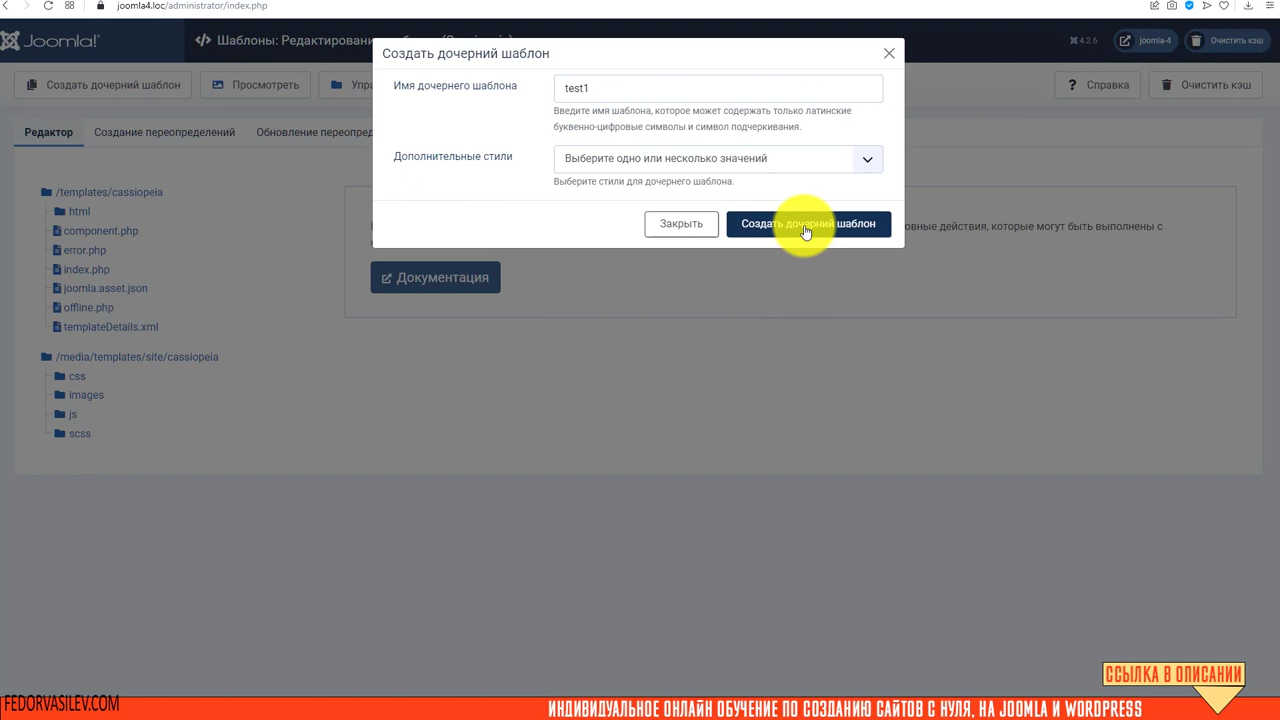 joomla4.loc/administrator/index.php
Joomla!
Шаблоны: Редактировани
4.2.6
joomla-4
Очистить кэш
Создать дочерний шаблон
Просмотреть
Упра
Справка
Очистить кэш
Редактор
Создание переопределений
Обновление переопред
Создать дочерний шаблон
Имя дочернего шаблона
test1
Введите имя шаблона, которое может содержать только латинские
буквенно-цифровые символы и символ подчеркивания.
Дополнительные стили
Выберите одно или несколько значений
Выберите стили для дочернего шаблона.
Закрыть
Создать дочерний шаблон
овные действия, которые могут быть выполнены с
Документация
/templates/cassiopeia
html
component.php
error.php
index.php
joomla.asset.json
offline.php
templateDetails.xml
/media/templates/site/cassiopeia
css
images
js
scss
ССЫЛКА В ОПИСАНИИ
FEDORVASILEV.COM
ИНДИВИДУАЛЬНОЕ ОНЛАЙН ОБУЧЕНИЕ ПО СОЗДАНИЮ САЙТОВ С НУЛЯ, НА JOOMLA И WORDPRESS